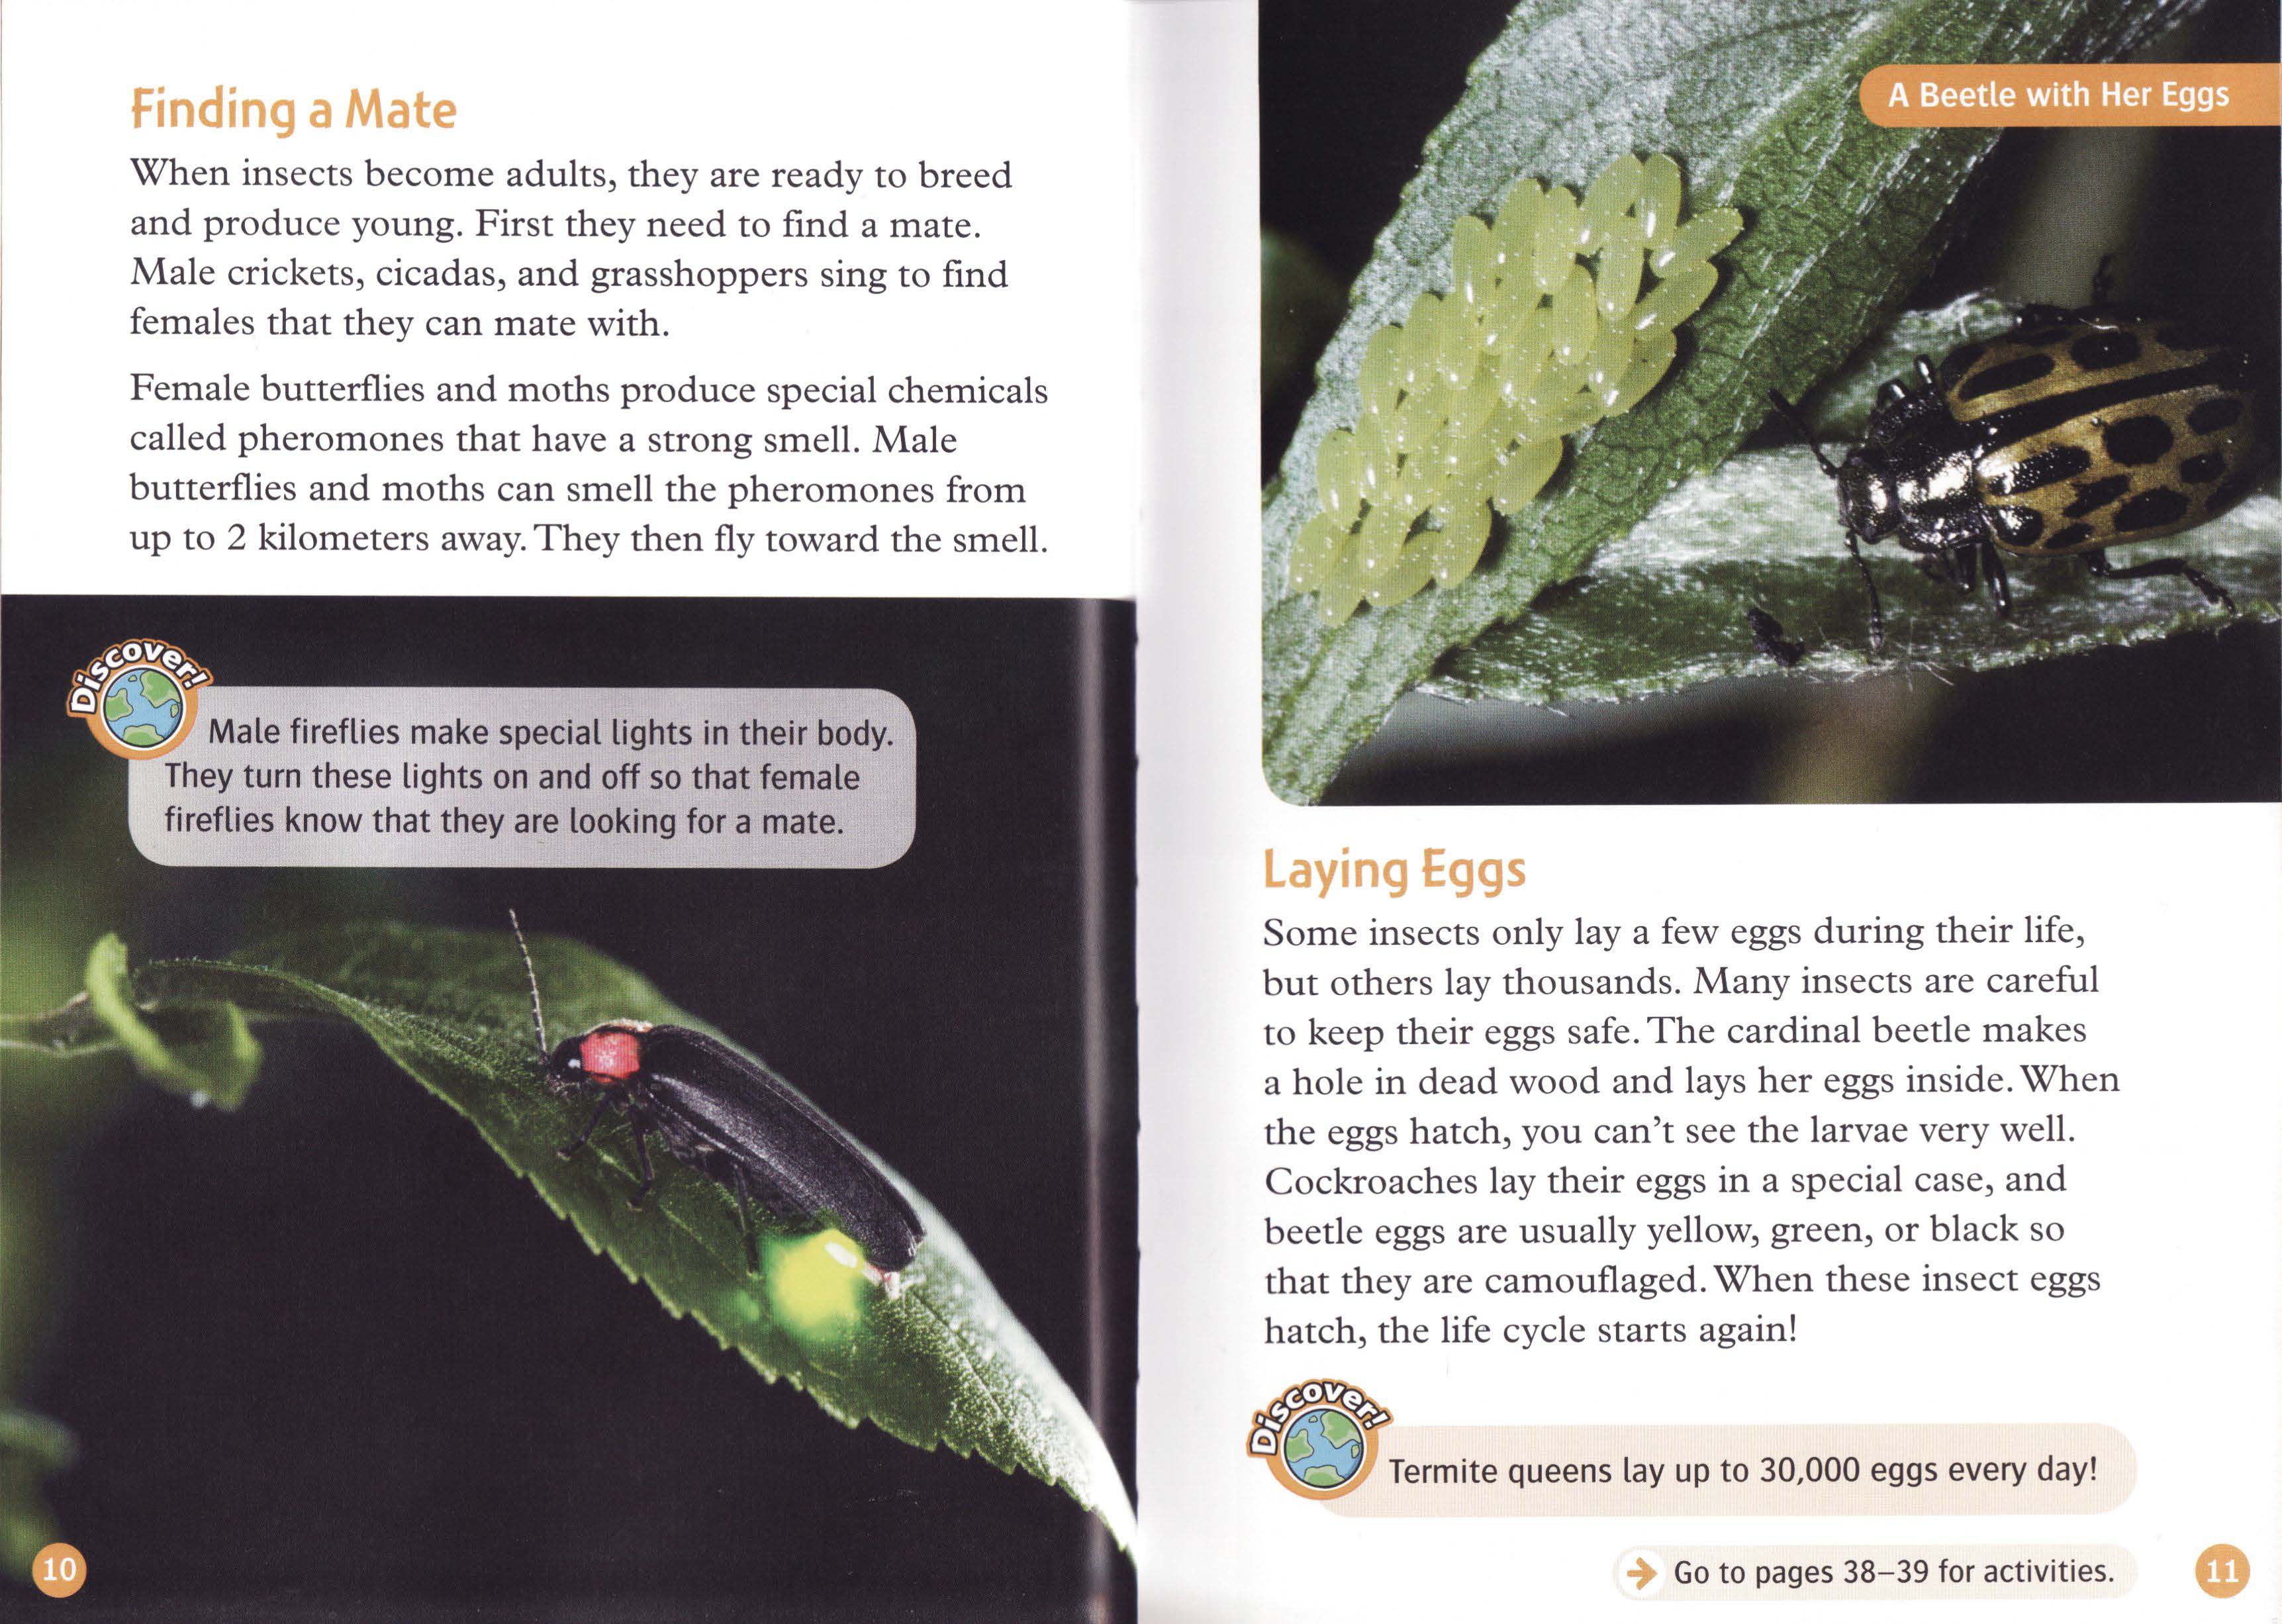 Finding a Mate
When insects become adults, they are ready to breed
and produce young. First they need to find a mate.
Male crickets, cicadas, and grasshoppers sing to find
females that they can mate with.
Female butterflies and moths produce special chemicals
called pheromones that have a strong smell. Male
butterflies and moths can smell the pheromones from
up to 2 kilometers away. They then fly toward the smell.
Discover!
Male fireflies make special lights in their body.
They turn these lights on and off so that female
fireflies know that they are looking for a mate.
10
A Beetle with Her Eggs
Laying Eggs
Some insects only lay a few eggs during their life,
but others lay thousands. Many insects are careful
to keep their eggs safe. The cardinal beetle makes
a hole in dead wood and lays her eggs inside. When
the eggs hatch, you can't see the larvae very well.
Cockroaches lay their eggs in a special case, and
beetle eggs are usually yellow, green, or black so
that they are camouflaged. When these insect eggs
hatch, the life cycle starts again!
Discover!
Termite queens lay up to 30,000 eggs every day!
Go to pages 38–39 for activities.
11